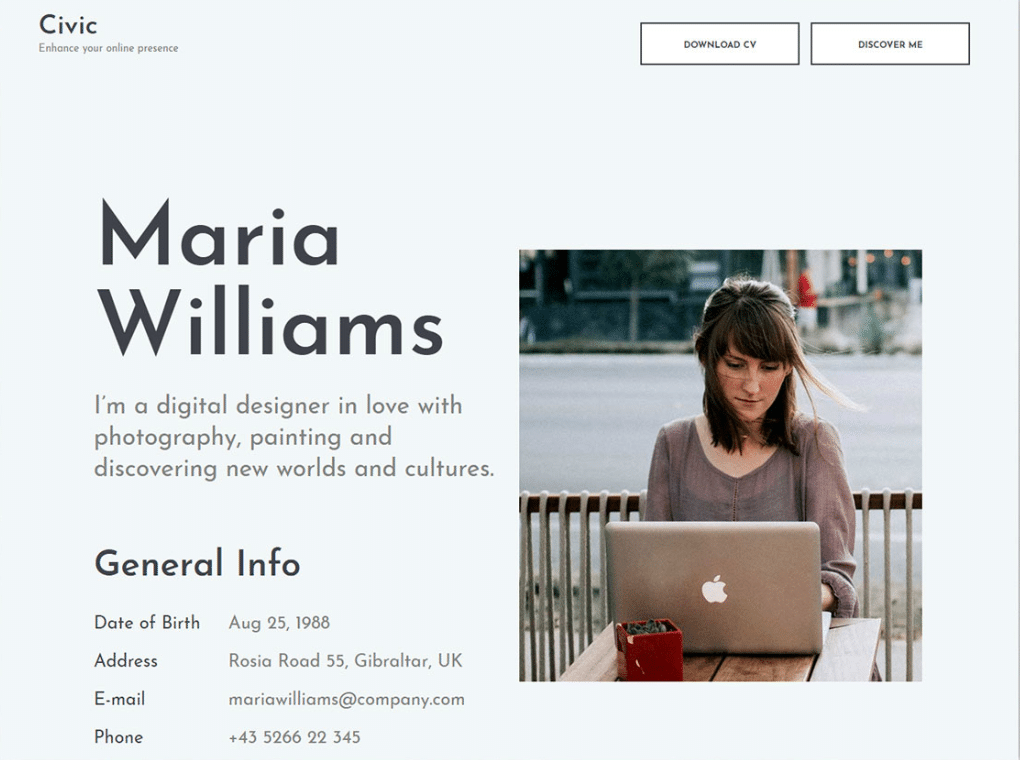 Civic
Enhance your online presence
DOWNLOAD CV
DISCOVER ME
Maria
Williams
I'm a digital designer in love with
photography, painting and
discovering new worlds and cultures.
General Info
Date of Birth Aug 25, 1988
Address Rosia Road 55, Gibraltar, UK
E-mail mariawilliams@company.com
Phone +43 5266 22 345